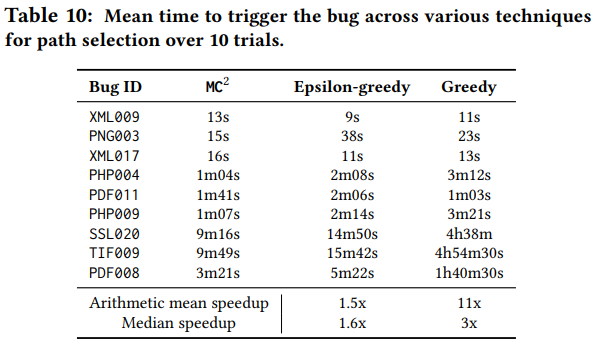 Table 10: Mean time to trigger the bug across various techniques
for path selection over 10 trials.
Bug ID MC² Epsilon-greedy Greedy
XML009 13s 9s 11s
PNG003 15s 38s 23s
XML017 16s 11s 13s
PHP004 1m04s 2m08s 3m12s
PDF011 1m41s 2m06s 1m03s
PHP009 1m07s 2m14s 3m21s
SSL020 9m16s 14m50s 4h38m
TIF009 9m49s 15m42s 4h54m30s
PDF008 3m21s 5m22s 1h40m30s
Arithmetic mean speedup 1.5x 11x
Median speedup 1.6x 3x